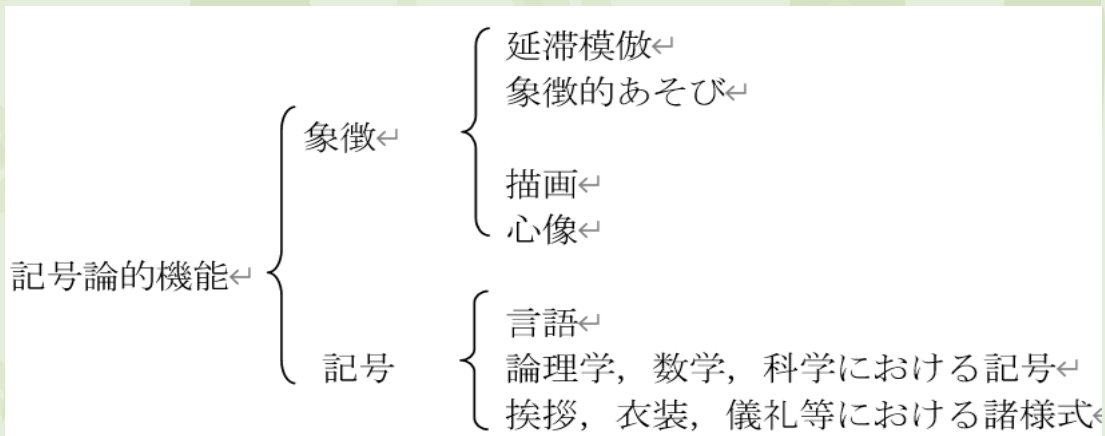 延滞模倣↵
象徴的あそび↵
象徴↵
描画↵
心像↵
記号論的機能↵
言語↵
記号
論理学，数学，科学における記号↵
挨拶，衣装，儀礼等における諸様式↵